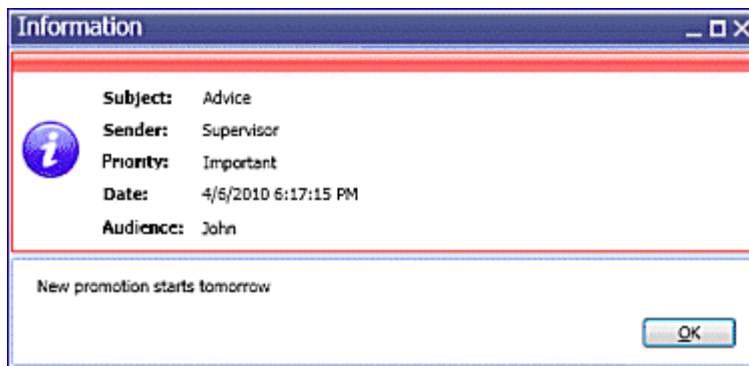 Information
Subject: Advice
Sender: Supervisor
Priority: Important
Date: 4/6/2010 6:17:15 PM
Audience: John
New promotion starts tomorrow
OK